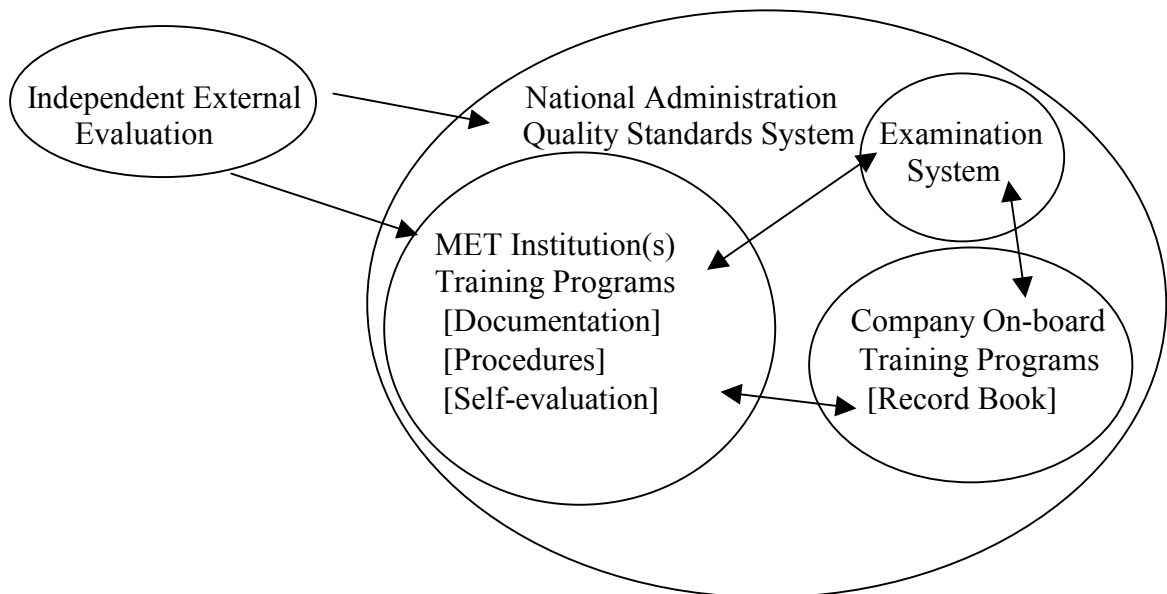 Independent External
Evaluation
National Administration
Quality Standards System
Examination
System
MET Institution(s)
Training Programs
[Documentation]
[Procedures]
[Self-evaluation]
Company On-board
Training Programs
[Record Book]